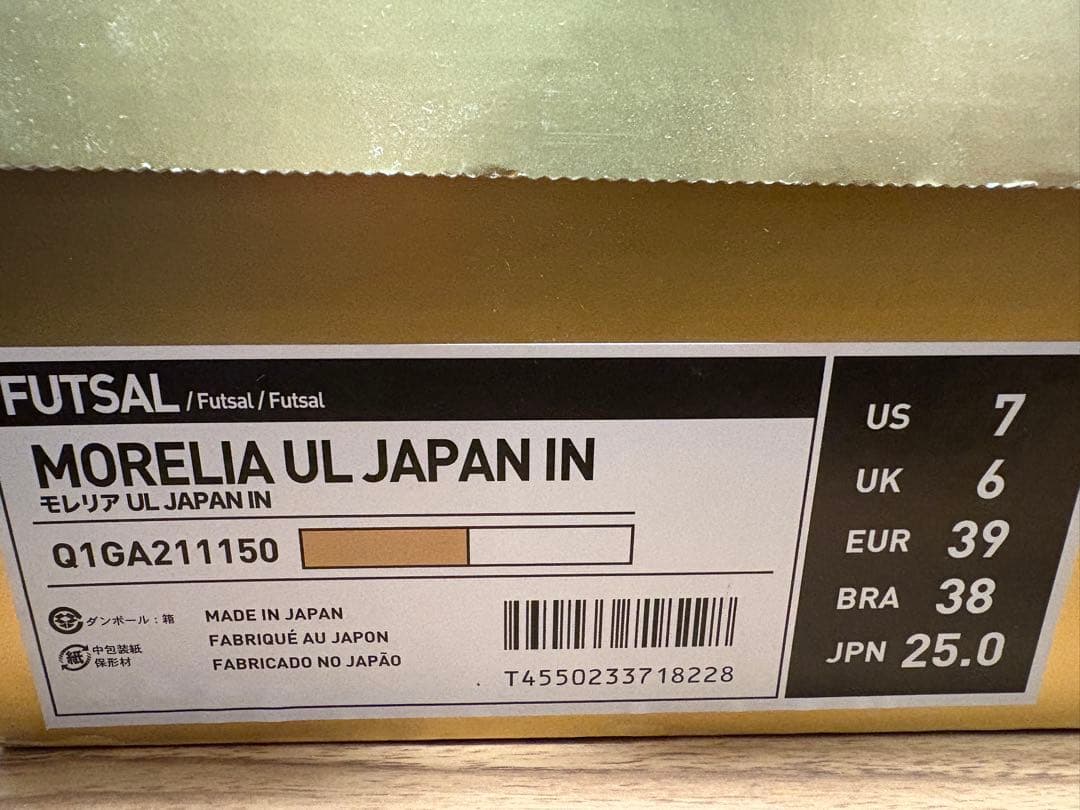 FUTSAL / Futsal / Futsal
MORELIA UL JAPAN IN
モレリア UL JAPAN IN
Q1GA211150
ダンボール : 箱
紙
中包装紙
保形材
MADE IN JAPAN
FABRIQUÉ AU JAPON
FABRICADO NO JAPÃO
T4550233718228
US 7
UK 6
EUR 39
BRA 38
JPN 25.0